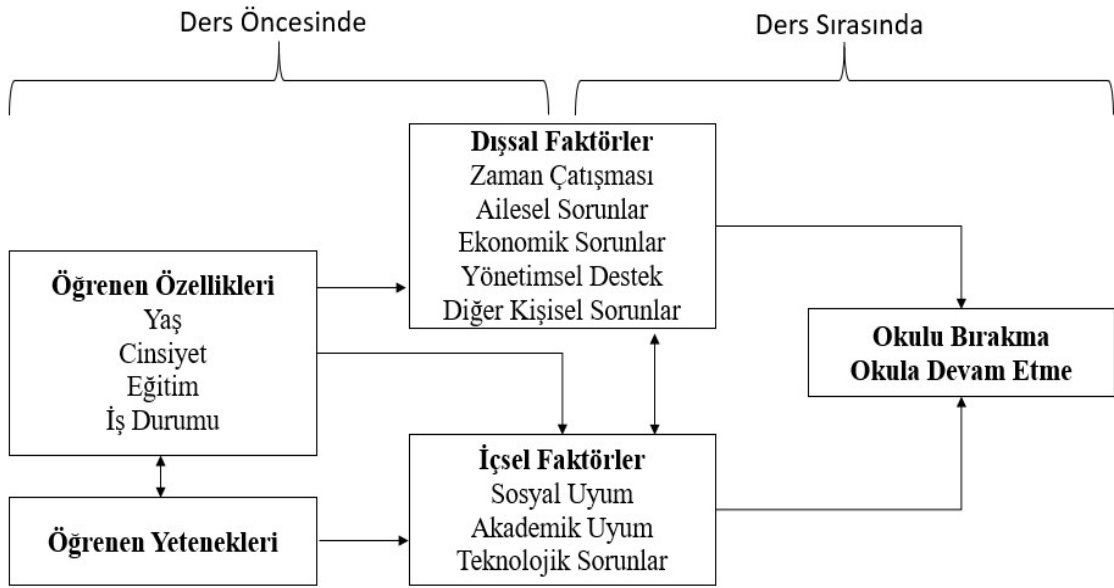 Ders Öncesinde
Ders Sırasında
Dışsal Faktörler
Zaman Çatışması
Ailesel Sorunlar
Ekonomik Sorunlar
Yönetimsel Destek
Diğer Kişisel Sorunlar
Öğrenen Özellikleri
Yaş
Cinsiyet
Eğitim
İş Durumu
Okulu Bırakma
Okula Devam Etme
İçsel Faktörler
Sosyal Uyum
Akademik Uyum
Teknolojik Sorunlar
Öğrenen Yetenekleri